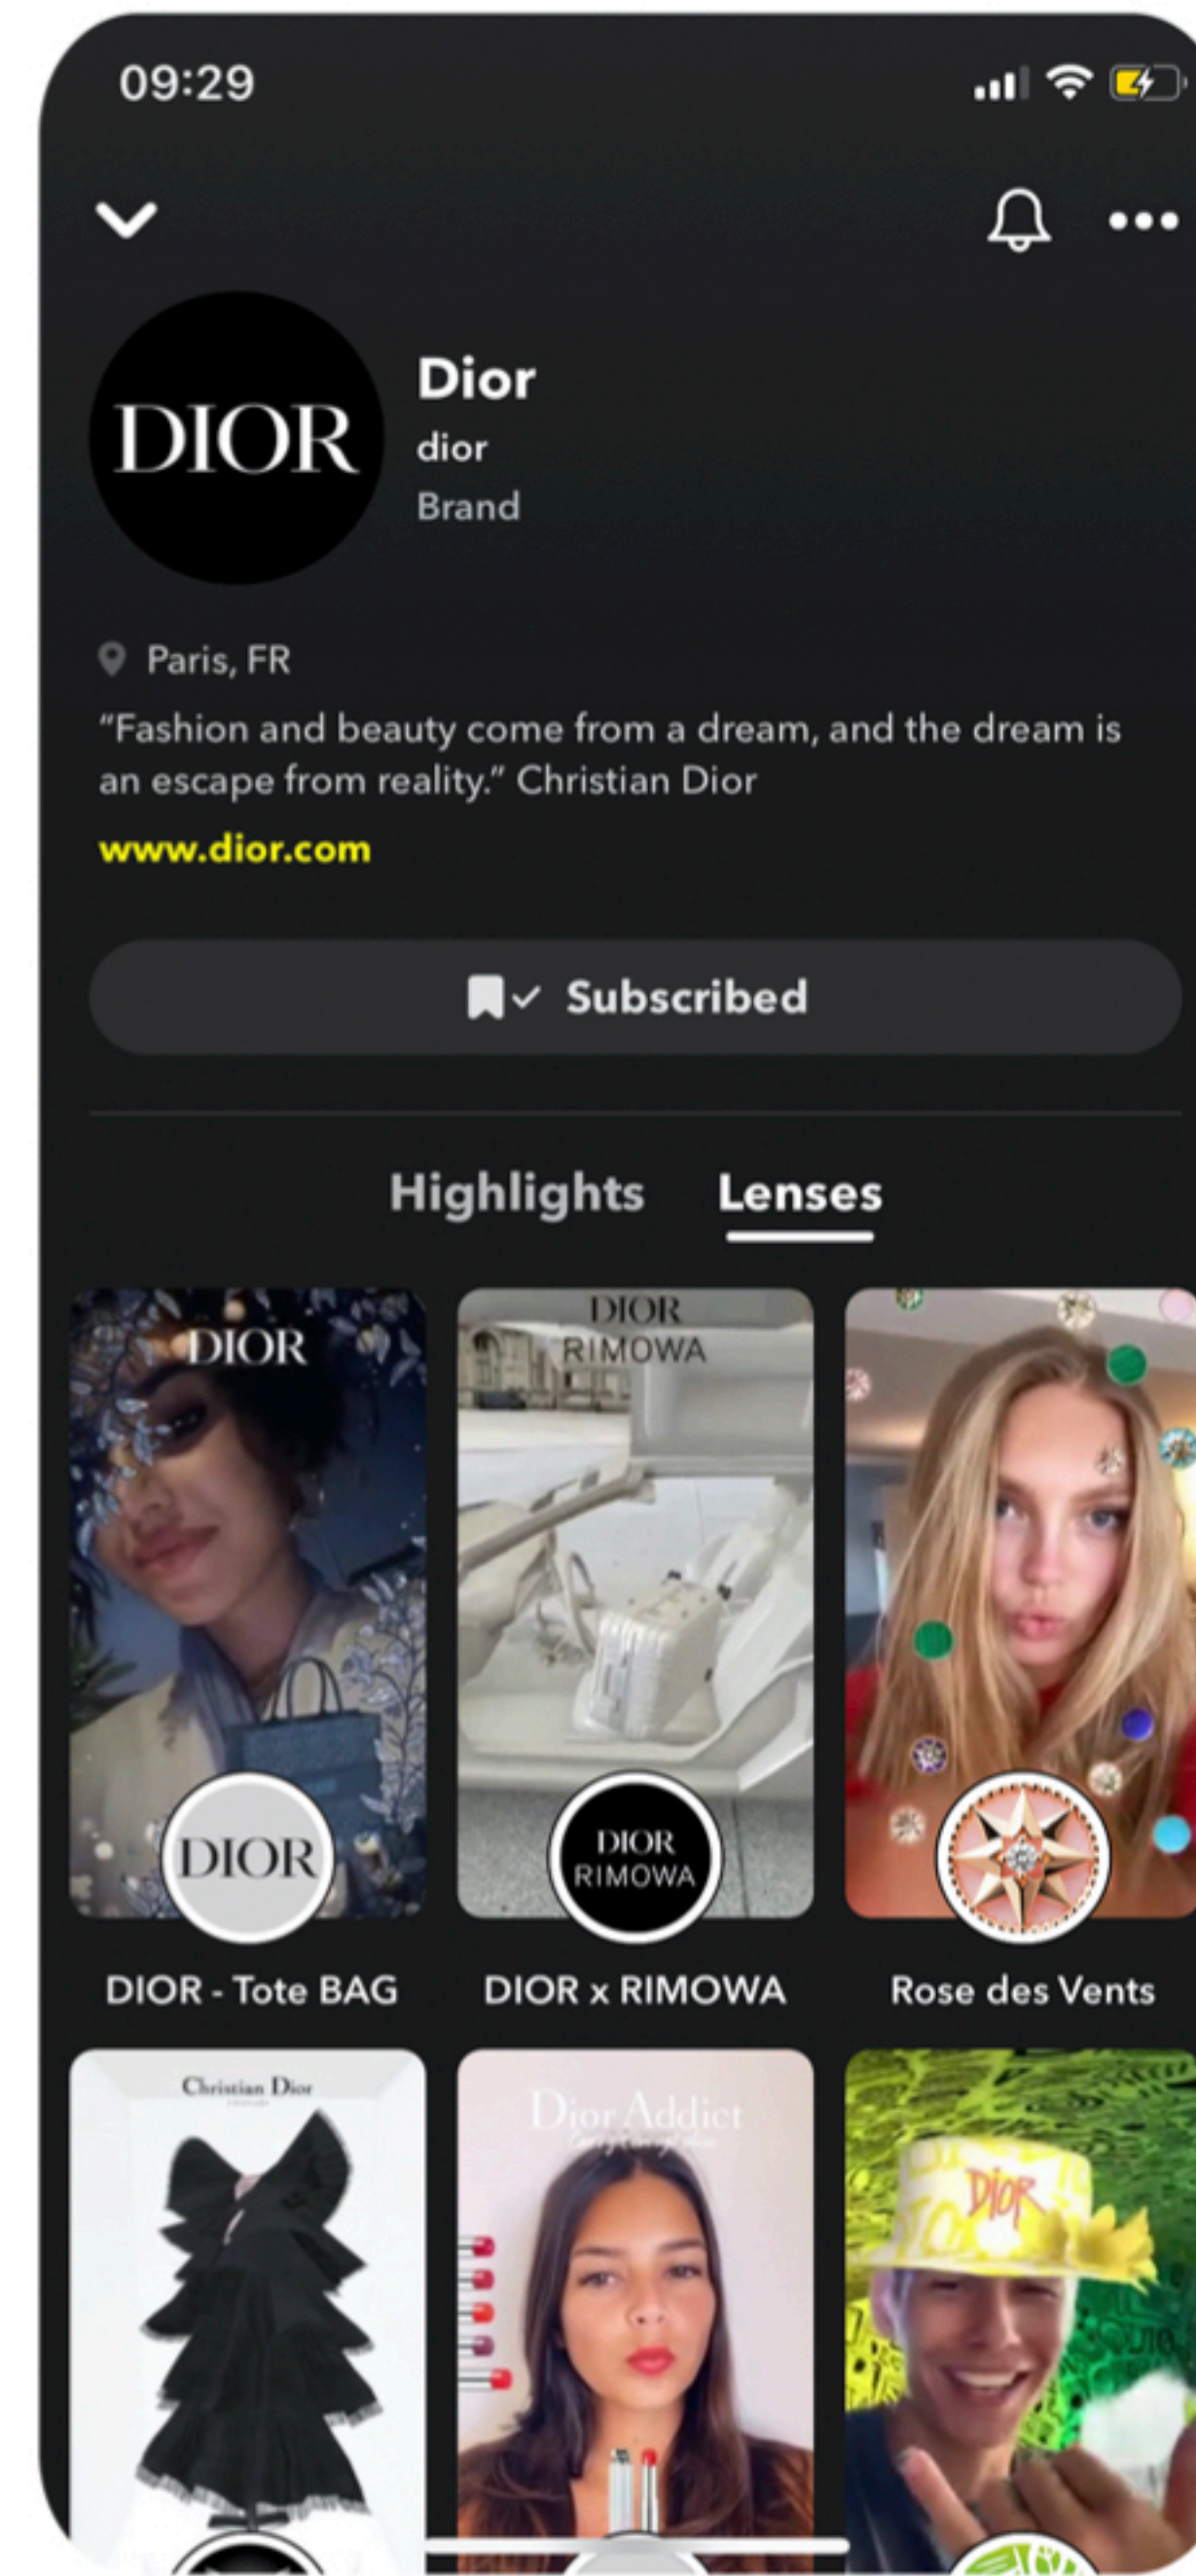 09:29
DIOR
Dior
dior
Brand
Paris, FR
“Fashion and beauty come from a dream, and the dream is
an escape from reality.” Christian Dior
www.dior.com
Subscribed
Highlights Lenses
DIOR
DIOR
RIMOWA
DIOR
DIOR
RIMOWA
DIOR - Tote BAG
DIOR x RIMOWA
Rose des Vents
Christian Dior
Dior Addict
DIOR